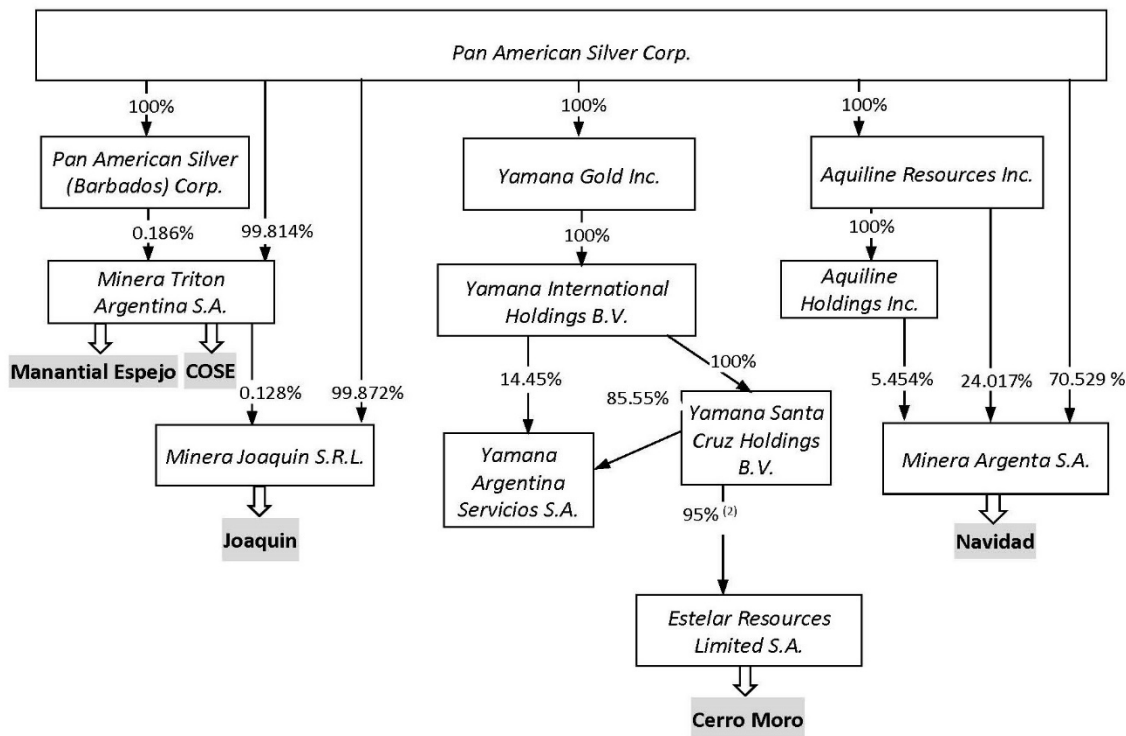 Pan American Silver Corp.
100%
100%
100%
Pan American Silver
(Barbados) Corp.
Yamana Gold Inc.
Aquiline Resources Inc.
0.186%
99.814%
100%
100%
Minera Triton
Argentina S.A.
Yamana International
Holdings B.V.
Aquiline
Holdings Inc.
Manantial Espejo
COSE
100%
14.45%
5.454%
24.017%
70.529 %
0.128%
99.872%
85.55%
Yamana Santa
Cruz Holdings
B.V.
Minera Joaquin S.R.L.
Yamana
Argentina
Servicios S.A.
Minera Argenta S.A.
95% (2)
Joaquin
Navidad
Estelar Resources
Limited S.A.
Cerro Moro